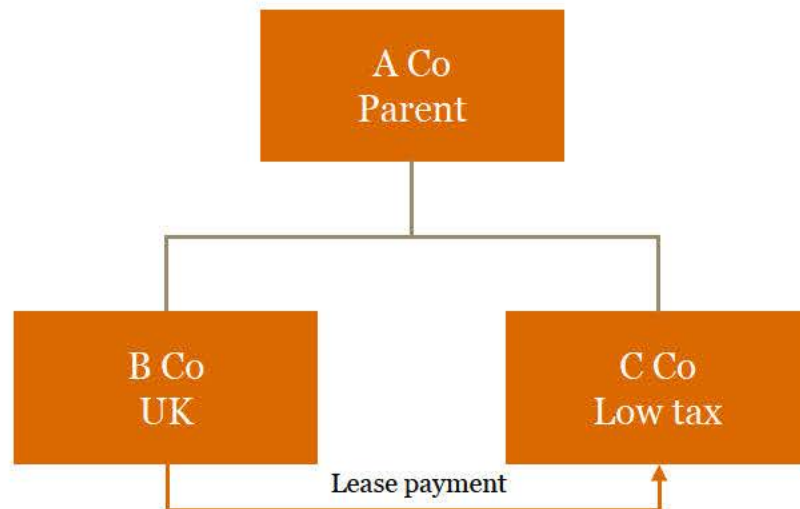 A Co
Parent
B Co
UK
C Co
Low tax
Lease payment